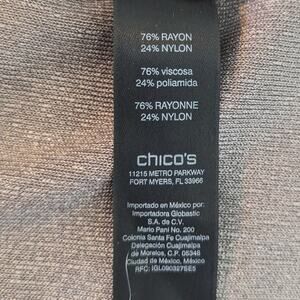 76% RAYON
24% NYLON
76% viscosa
24% poliamida
76% RAYONNE
24% NYLON
chico's
11215 METRO PARKWAY
FORT MYERS, FL 33966
Importado en México por:
Importadora Globastic
S.A. de C.V.
Mario Pani No. 200
Colonia Santa Fe Cuajimalpa
Delegación Cuajimalpa
de Morelos, C.P. 05348
Ciudad de México, México
RFC: IGL090327SE5